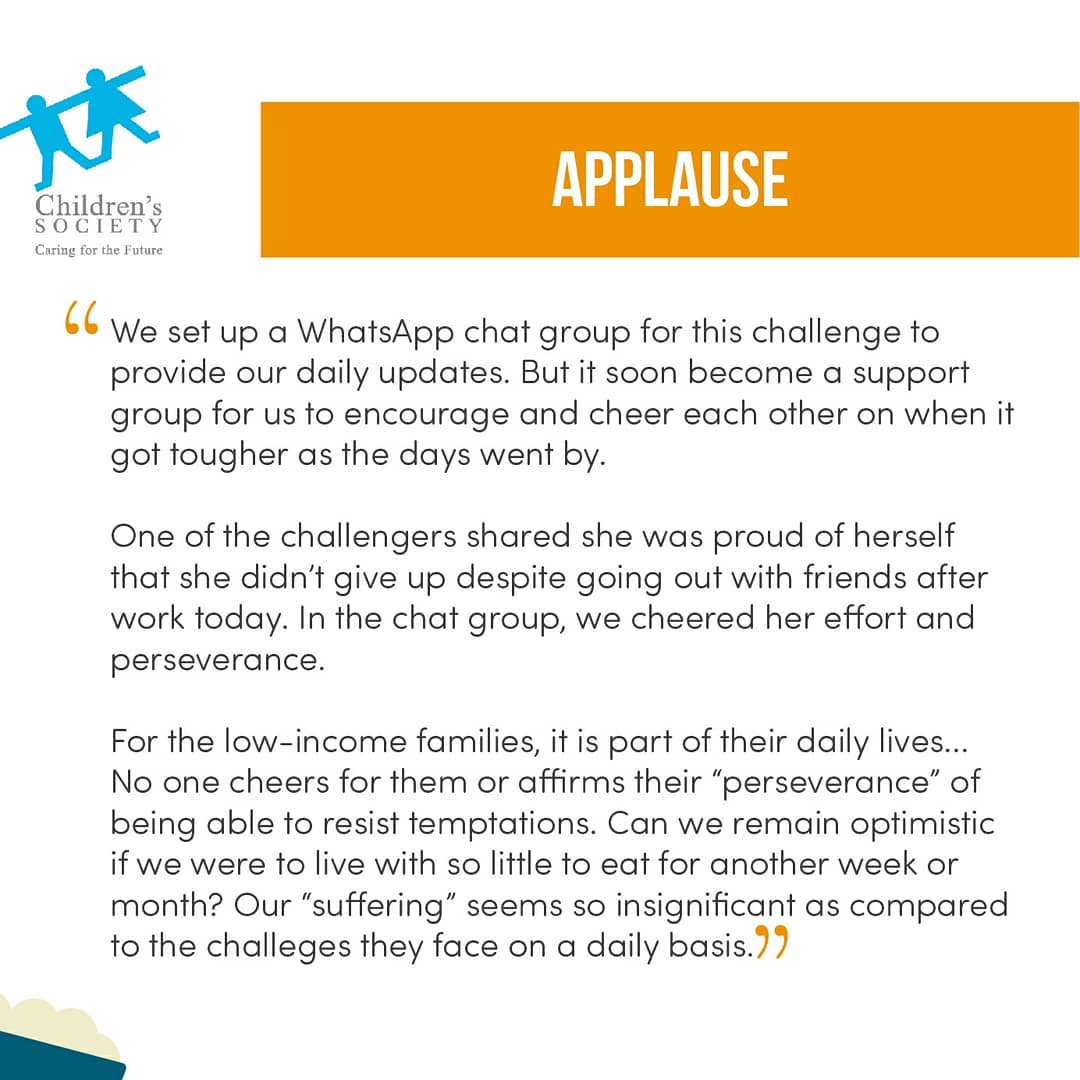 Children's
SOCIETY
Caring for the Future
APPLAUSE
“We set up a WhatsApp chat group for this challenge to
provide our daily updates. But it soon become a support
group for us to encourage and cheer each other on when it
got tougher as the days went by.
One of the challengers shared she was proud of herself
that she didn’t give up despite going out with friends after
work today. In the chat group, we cheered her effort and
perseverance.
For the low-income families, it is part of their daily lives...
No one cheers for them or affirms their “perseverance” of
being able to resist temptations. Can we remain optimistic
if we were to live with so little to eat for another week or
month? Our “suffering” seems so insignificant as compared
to the challeges they face on a daily basis.”